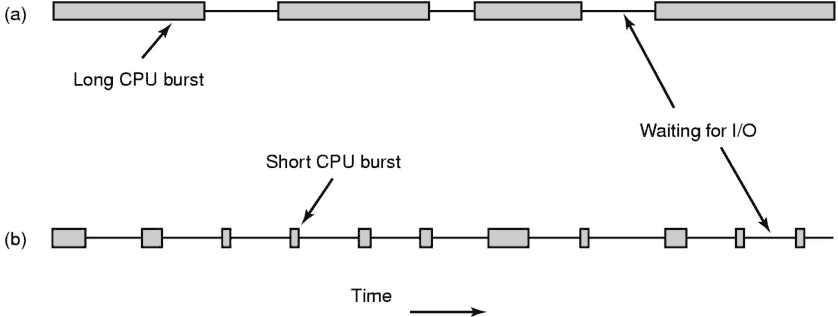 (a)
Long CPU burst
Waiting for I/O
Short CPU burst
(b)
Time